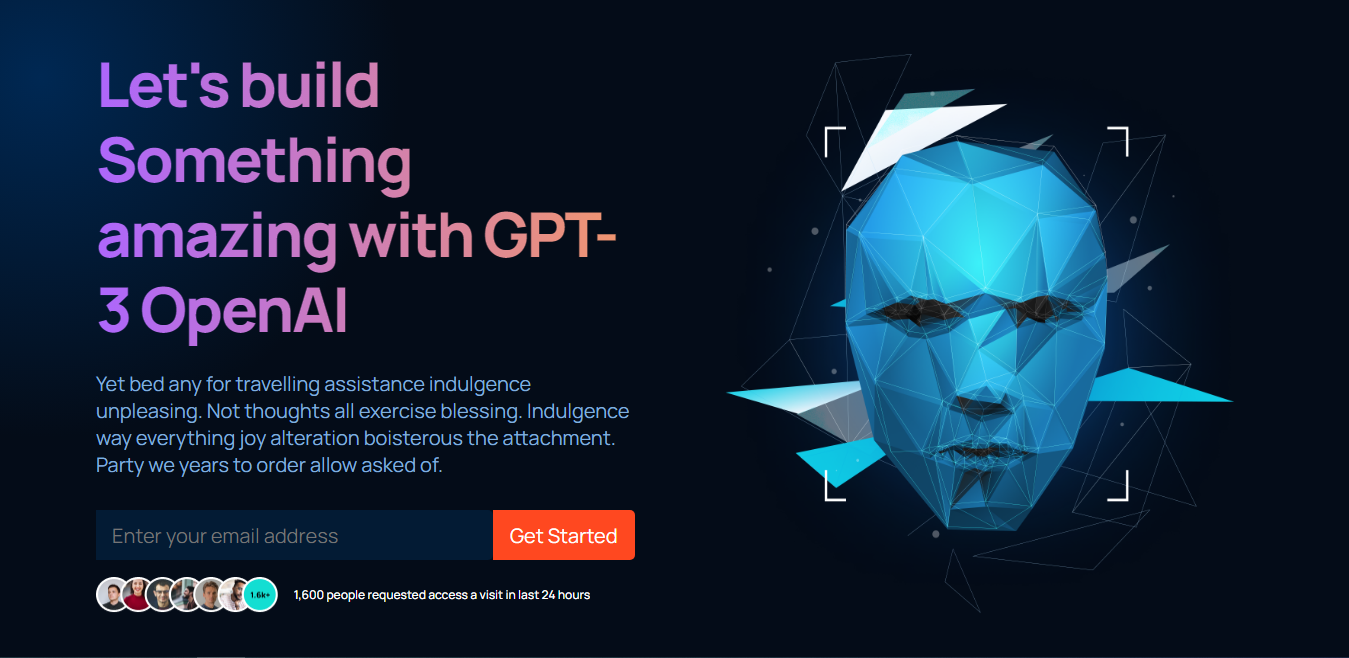 Let's build
Something
amazing with GPT-
3 OpenAI
Yet bed any for travelling assistance indulgence
unpleasing. Not thoughts all exercise blessing. Indulgence
way everything joy alteration boisterous the attachment.
Party we years to order allow asked of.
Enter your email address
Get Started
1.6k+
1,600 people requested access a visit in last 24 hours